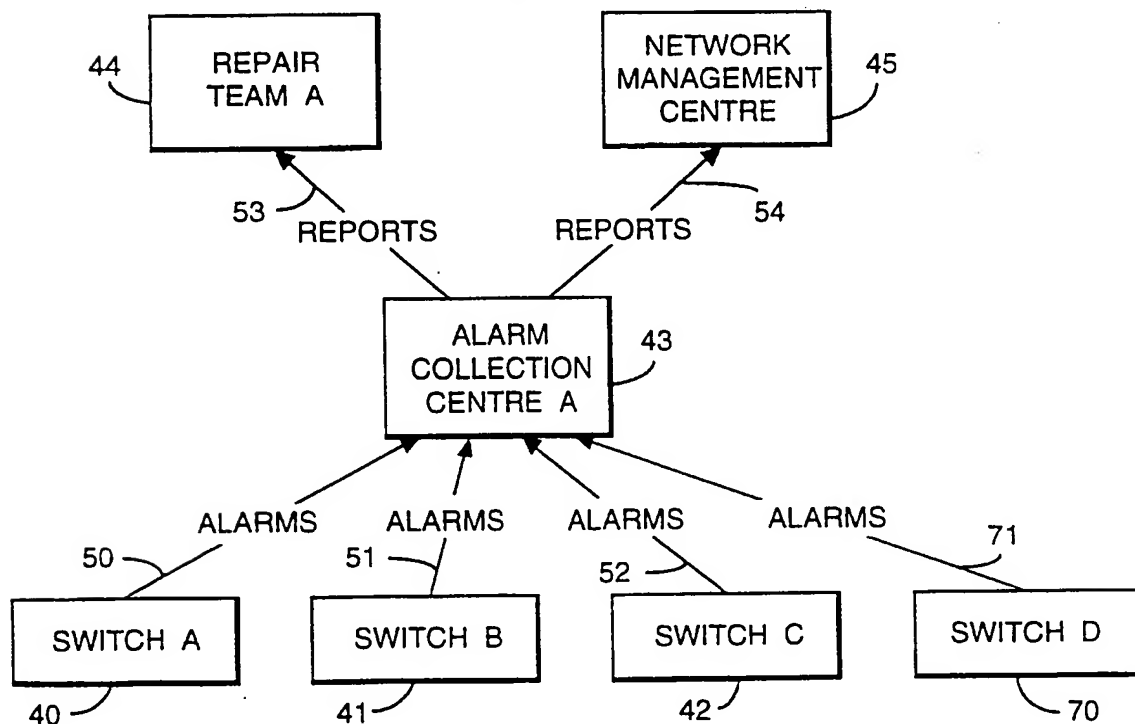 44
REPAIR
TEAM A
NETWORK
MANAGEMENT
CENTRE
45
53
REPORTS
REPORTS
54
ALARM
COLLECTION
CENTRE A
43
ALARMS
ALARMS
ALARMS
ALARMS
50
51
52
71
SWITCH A
SWITCH B
SWITCH C
SWITCH D
40
41
42
70